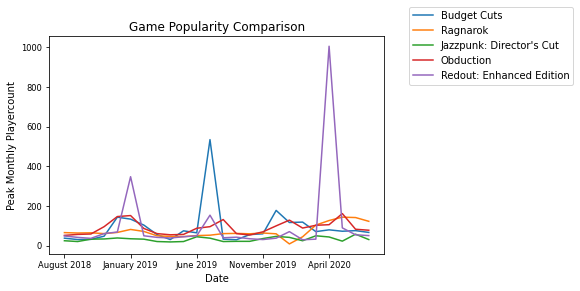 Game Popularity Comparison
Budget Cuts
Ragnarok
Jazzpunk: Director's Cut
Obduction
Redout: Enhanced Edition
Peak Monthly Playercount
1000
800
600
400
200
0
August 2018 January 2019 June 2019 November 2019 April 2020
Date